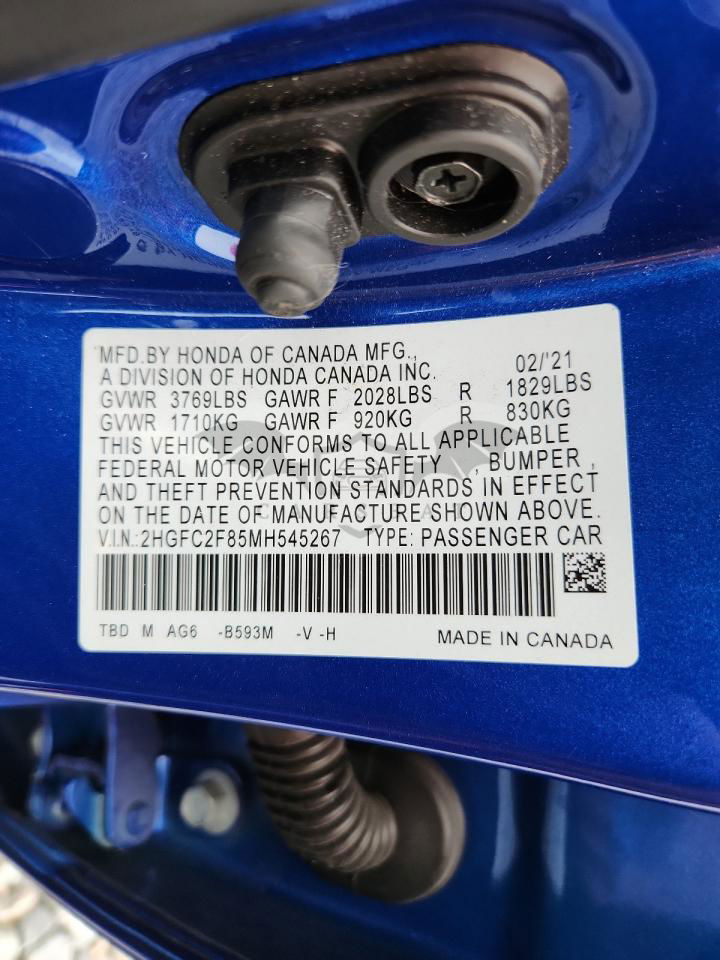 MFD.BY HONDA OF CANADA MFG., 02/'21
A DIVISION OF HONDA CANADA INC.
GVWR 3769LBS GAWR F 2028LBS R 1829LBS
GVWR 1710KG GAWR F 920KG R 830KG
THIS VEHICLE CONFORMS TO ALL APPLICABLE
FEDERAL MOTOR VEHICLE SAFETY , BUMPER ,
AND THEFT PREVENTION STANDARDS IN EFFECT
ON THE DATE OF MANUFACTURE SHOWN ABOVE.
V.I.N.:2HGFC2F85MH545267 TYPE: PASSENGER CAR
TBD M AG6 -B593M -V -H MADE IN CANADA